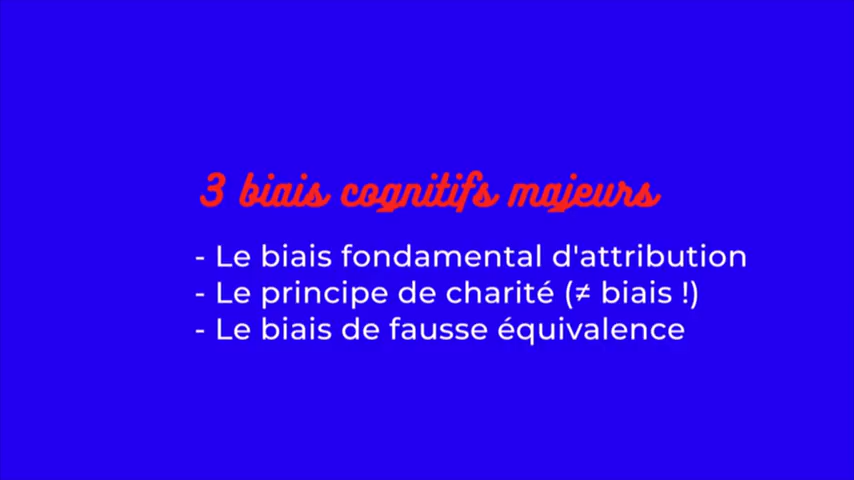 3 biais cognitifs majeurs
- Le biais fondamental d'attribution
- Le principe de charité (≠ biais !)
- Le biais de fausse équivalence